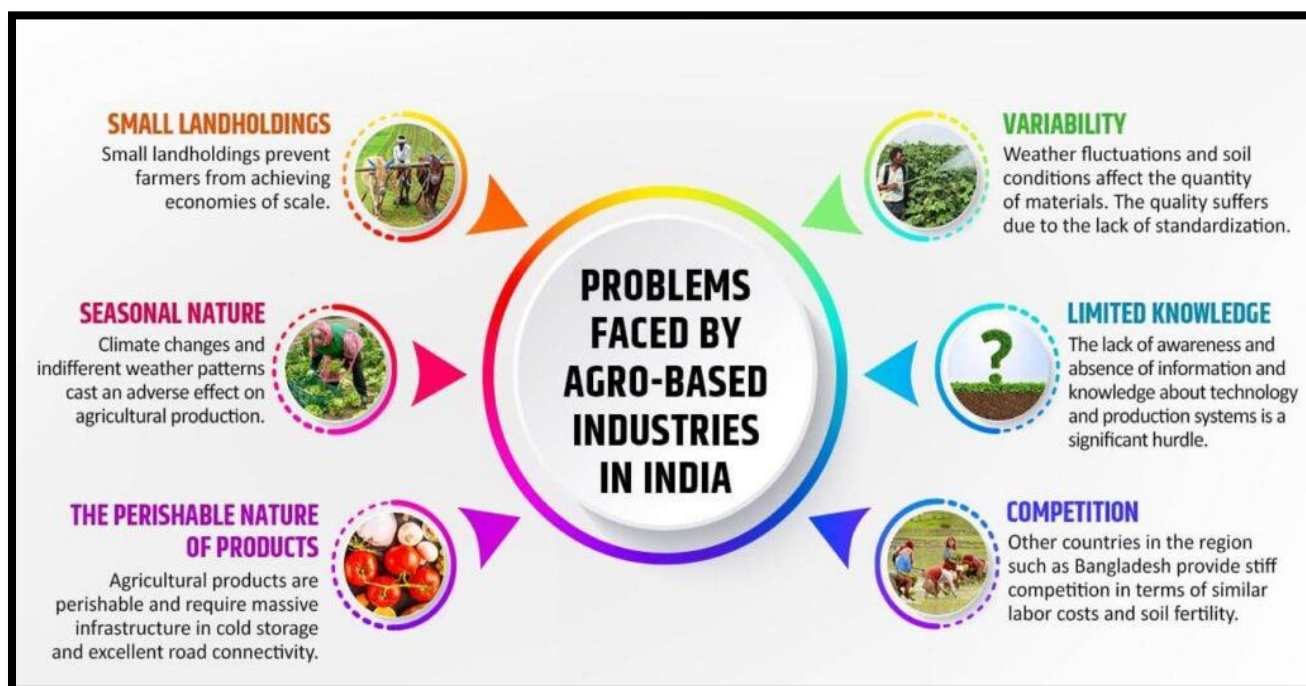 SMALL LANDHOLDINGS
Small landholdings prevent
farmers from achieving
economies of scale.
SEASONAL NATURE
Climate changes and
indifferent weather patterns
cast an adverse effect on
agricultural production.
THE PERISHABLE NATURE
OF PRODUCTS
Agricultural products are
perishable and require massive
infrastructure in cold storage
and excellent road connectivity.
PROBLEMS
FACED BY
AGRO-BASED
INDUSTRIES
IN INDIA
VARIABILITY
Weather fluctuations and soil
conditions affect the quantity
of materials. The quality suffers
due to the lack of standardization.
LIMITED KNOWLEDGE
The lack of awareness and
absence of information and
knowledge about technology
and production systems is a
significant hurdle.
COMPETITION
Other countries in the region
such as Bangladesh provide stiff
competition in terms of similar
labor costs and soil fertility.